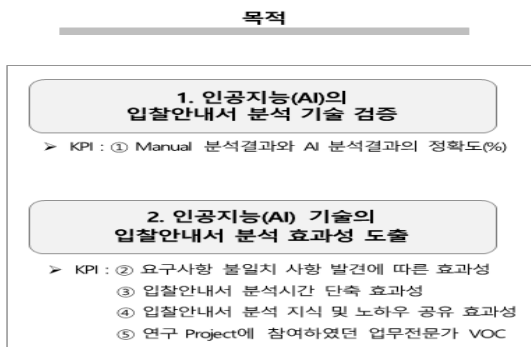 목적
1. 인공지능(AI)의
입찰안내서 분석 기술 검증
➢ KPI : ① Manual 분석결과와 AI 분석결과의 정확도(%)
2. 인공지능(AI) 기술의
입찰안내서 분석 효과성 도출
➢ KPI : ② 요구사항 불일치 사항 발견에 따른 효과성
③ 입찰안내서 분석시간 단축 효과성
④ 입찰안내서 분석 지식 및 노하우 공유 효과성
⑤ 연구 Project에 참여하였던 업무전문가 VOC